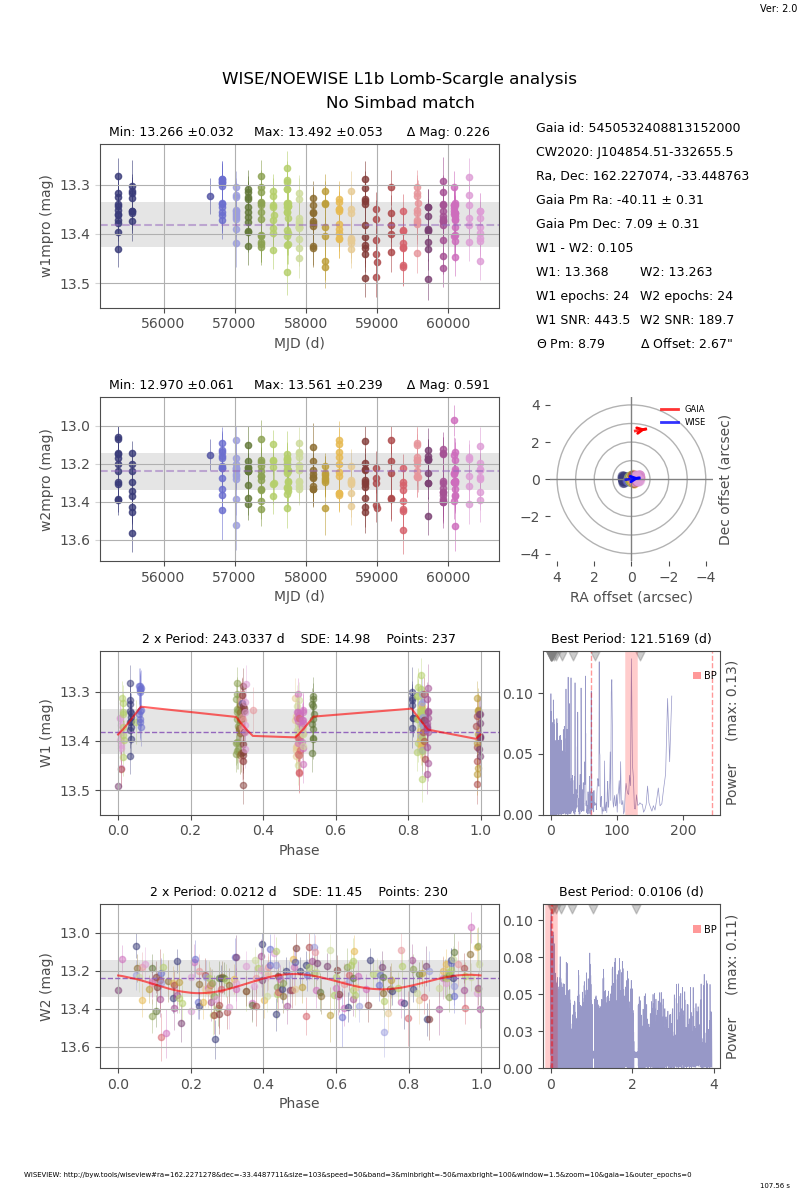 Ver: 2.0
WISE/NOEWISE L1b Lomb-Scargle analysis
No Simbad match
Min: 13.266 ±0.032 Max: 13.492 ±0.053 Δ Mag: 0.226
13.3
13.4
13.5
w1mpro (mag)
56000 57000 58000 59000 60000
MJD (d)
Gaia id: 5450532408813152000
CW2020: J104854.51-332655.5
Ra, Dec: 162.227074, -33.448763
Gaia Pm Ra: -40.11 ± 0.31
Gaia Pm Dec: 7.09 ± 0.31
W1 - W2: 0.105
W1: 13.368 W2: 13.263
W1 epochs: 24 W2 epochs: 24
W1 SNR: 443.5 W2 SNR: 189.7
Θ Pm: 8.79 Δ Offset: 2.67"
Min: 12.970 ±0.061 Max: 13.561 ±0.239 Δ Mag: 0.591
13.0
13.2
13.4
13.6
w2mpro (mag)
56000 57000 58000 59000 60000
MJD (d)
GAIA
WISE
4
2
0
−2
−4
4 2 0 −2 −4
RA offset (arcsec)
Dec offset (arcsec)
2 x Period: 243.0337 d SDE: 14.98 Points: 237
13.3
13.4
13.5
W1 (mag)
0.0 0.2 0.4 0.6 0.8 1.0
Phase
Best Period: 121.5169 (d)
BP
0.10
0.05
0.00
0 100 200
Power (max: 0.13)
2 x Period: 0.0212 d SDE: 11.45 Points: 230
13.0
13.2
13.4
13.6
W2 (mag)
0.0 0.2 0.4 0.6 0.8 1.0
Phase
Best Period: 0.0106 (d)
BP
0.10
0.08
0.05
0.03
0.00
0 2 4
Power (max: 0.11)
WISEVIEW: http://byw.tools/wiseview#ra=162.2271278&dec=-33.4487711&size=103&speed=50&band=3&minbright=-50&maxbright=100&window=1.5&zoom=10&gaia=1&outer_epochs=0
107.56 s